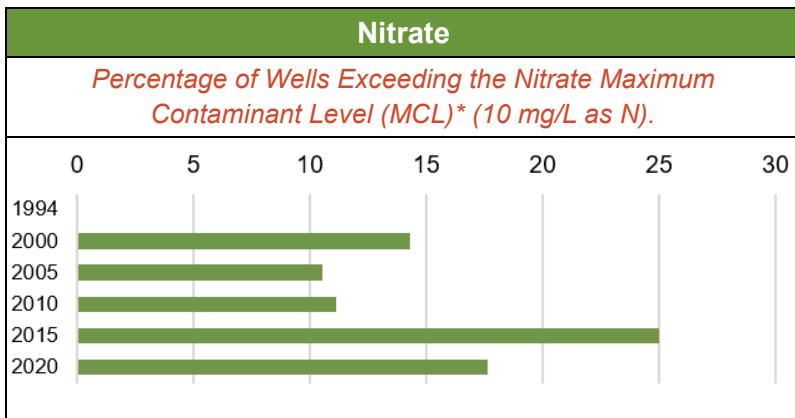 Nitrate
Percentage of Wells Exceeding the Nitrate Maximum
Contaminant Level (MCL)* (10 mg/L as N).
0 5 10 15 20 25 30
1994
2000
2005
2010
2015
2020